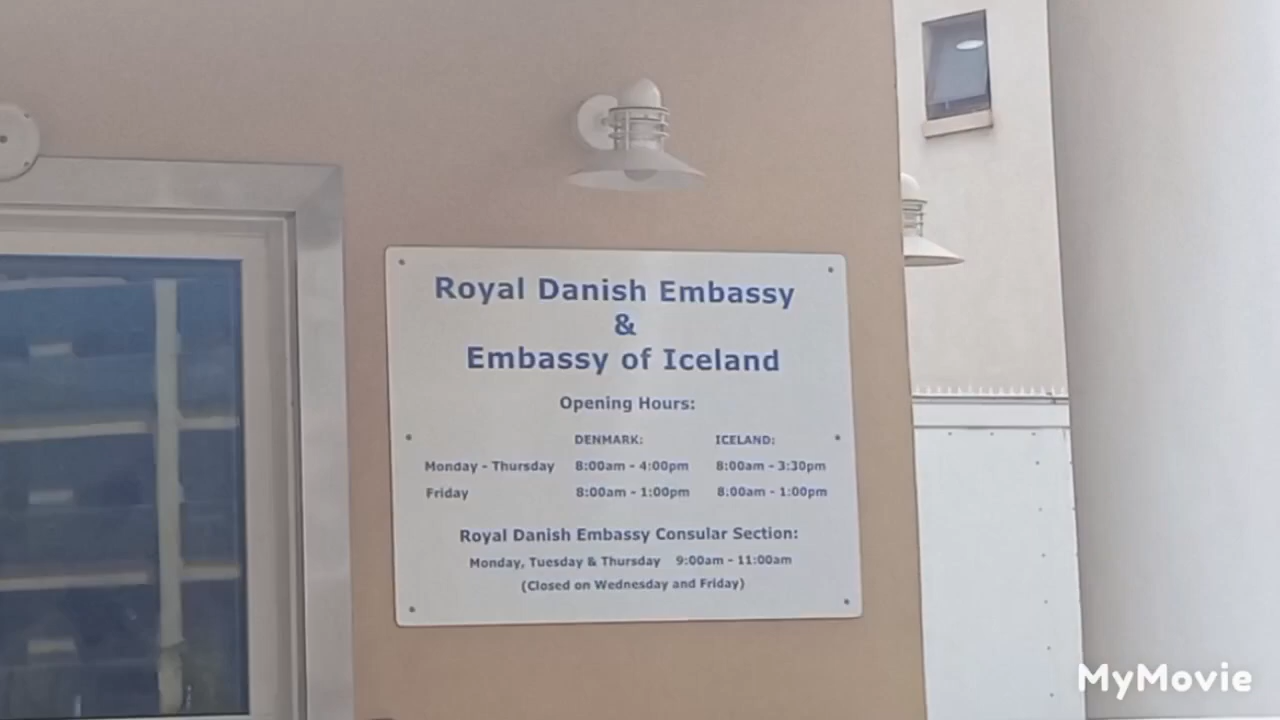 Royal Danish Embassy
&
Embassy of Iceland
Opening Hours:
DENMARK: ICELAND:
Monday - Thursday 8:00am - 4:00pm 8:00am - 3:30pm
Friday 8:00am - 1:00pm 8:00am - 1:00pm
Royal Danish Embassy Consular Section:
Monday, Tuesday & Thursday 9:00am - 11:00am
(Closed on Wednesday and Friday)
MyMovie